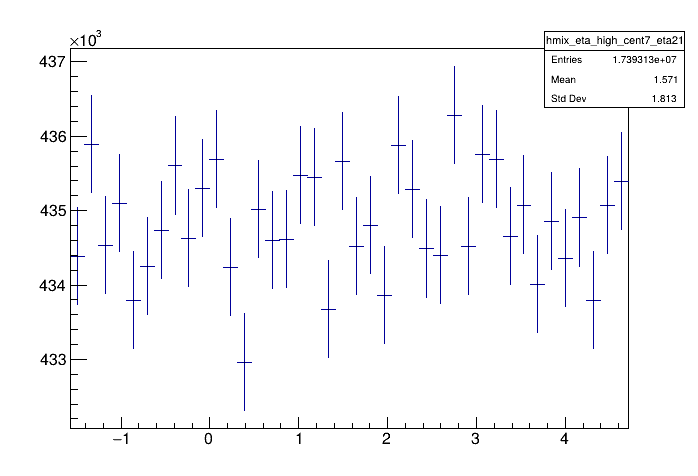 ×10³
hmix_eta_high_cent7_eta21
Entries 1.739313e+07
Mean 1.571
Std Dev 1.813
437
436
435
434
433
−1 0 1 2 3 4